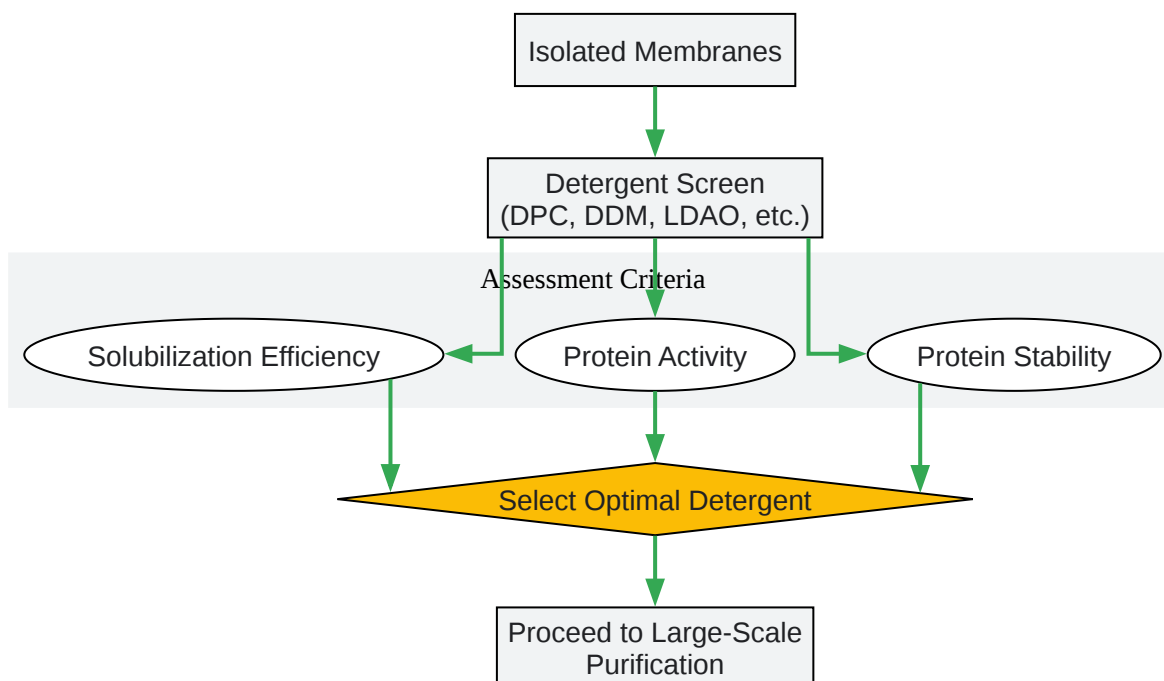 Isolated Membranes
Detergent Screen
(DPC, DDM, LDAO, etc.)
Assessment Criteria
Solubilization Efficiency
Protein Activity
Protein Stability
Select Optimal Detergent
Proceed to Large-Scale
Purification